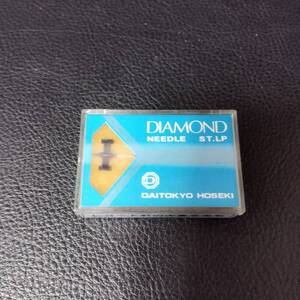 DIAMOND
NEEDLE ST.LP
D
DAITOKYO HOSEKI